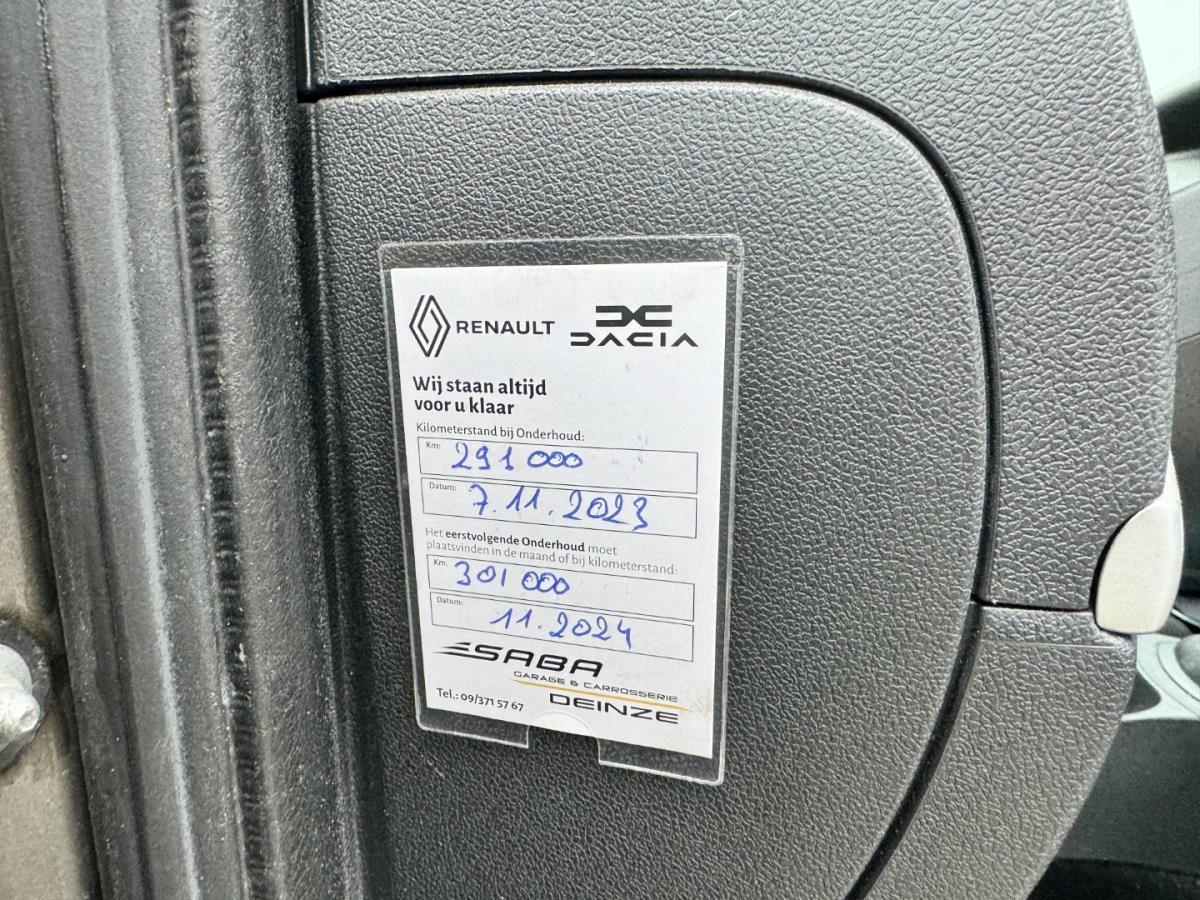 RENAULT DACIA
Wij staan altijd
voor u klaar
Kilometerstand bij Onderhoud:
Km: 291 000
Datum: 7.11.2023
Het eerstvolgende Onderhoud moet
plaatsvinden in de maand of bij kilometerstand:
Km: 301 000
Datum: 11.2024
SABA
GARAGE & CARROSSERIE
Tel.: 09/371 57 67 DEINZE